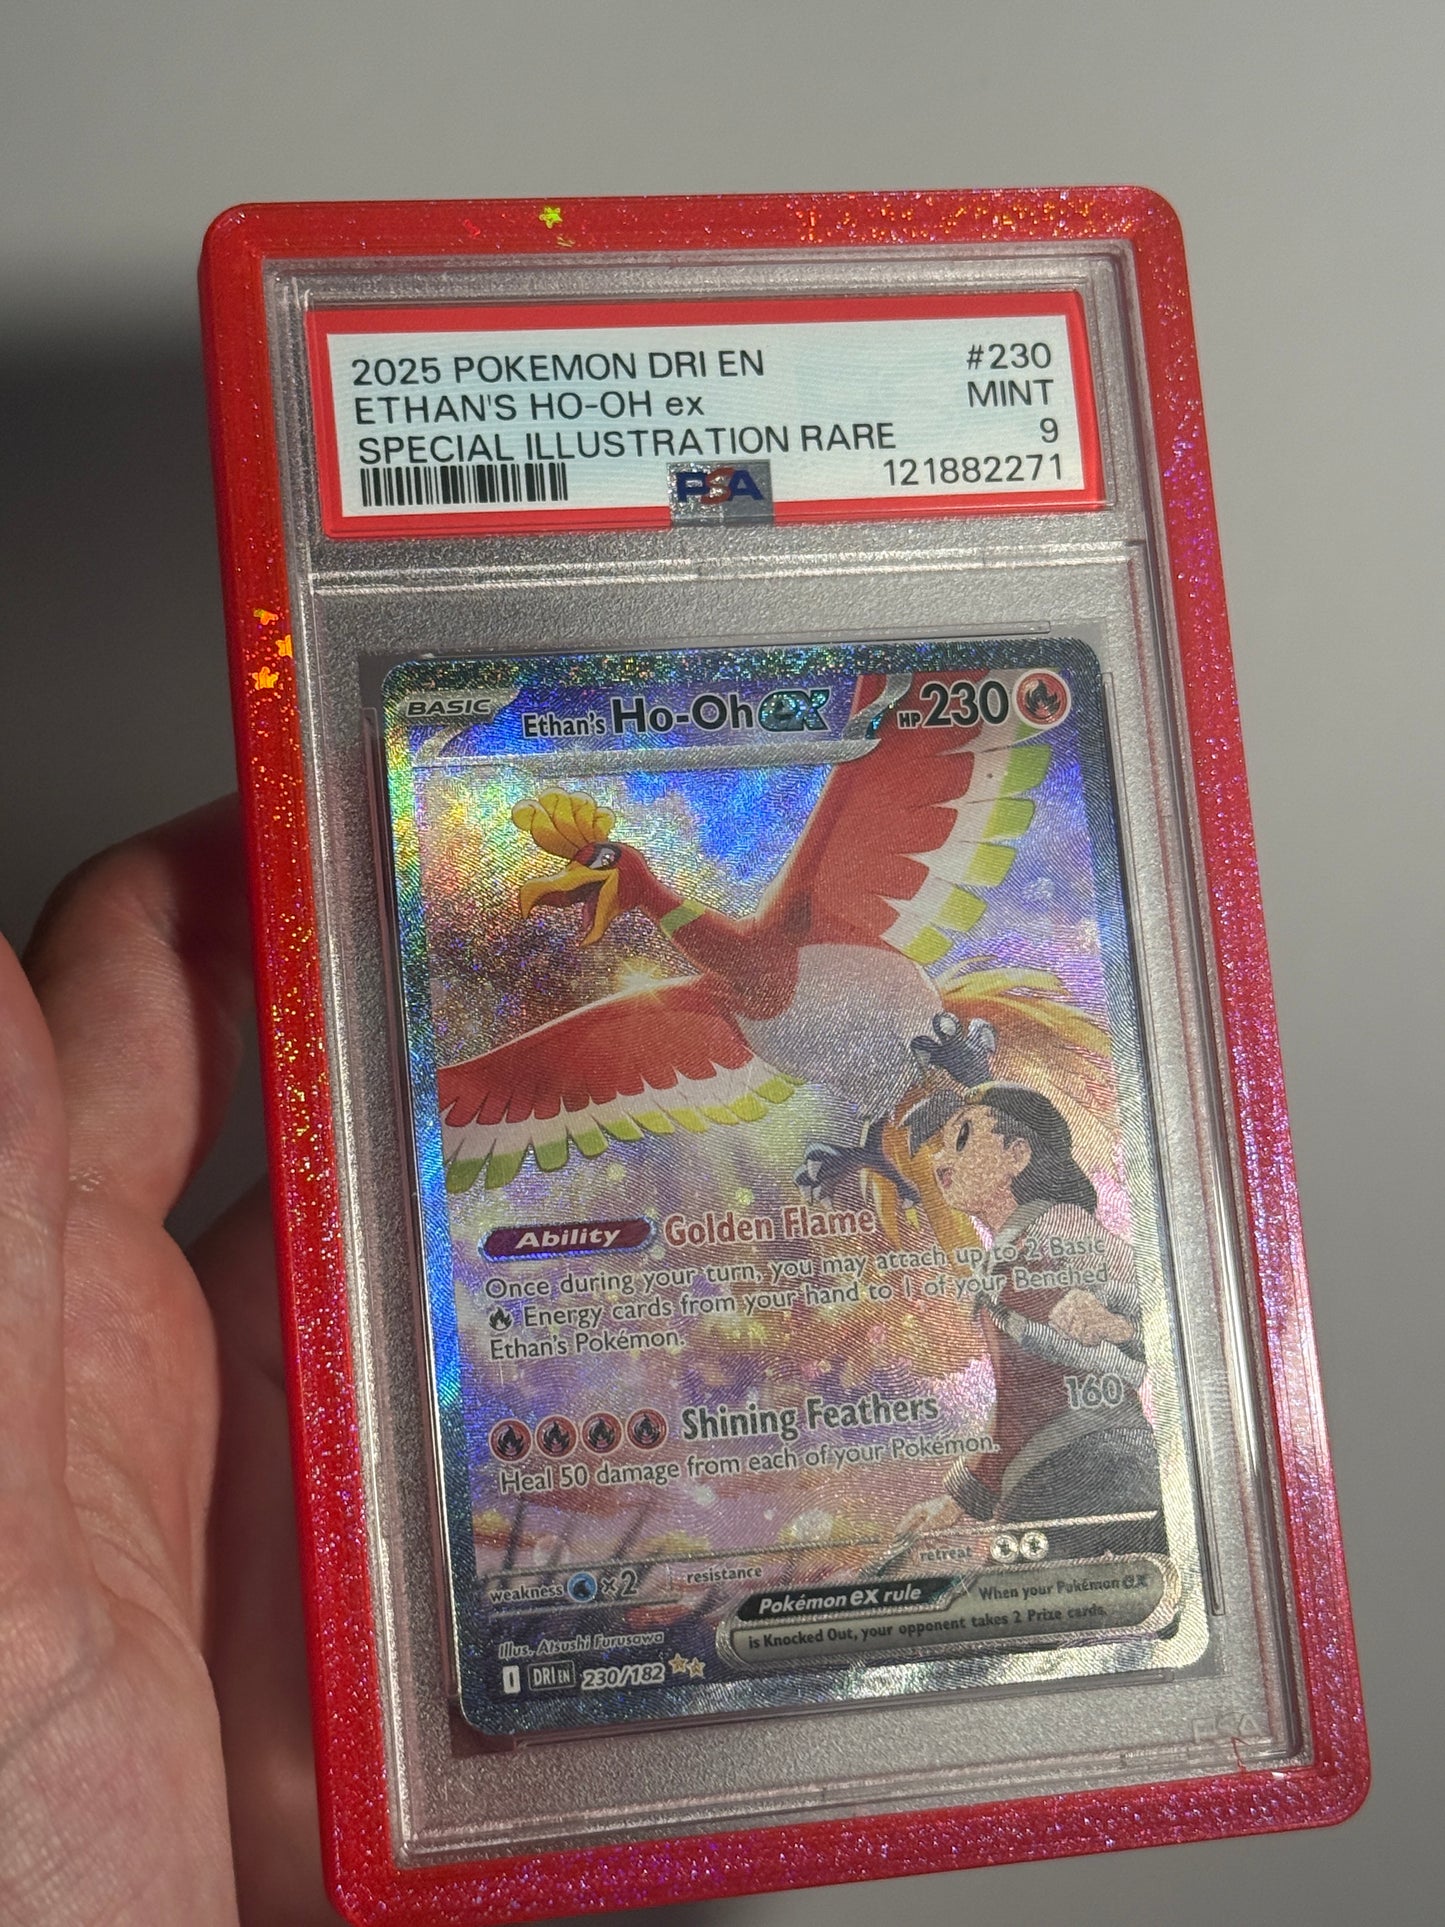 2025 POKEMON DRI EN #230
ETHAN'S HO-OH ex MINT
SPECIAL ILLUSTRATION RARE 9
PSA 121882271
BASIC Ethan's Ho-Oh ex HP 230
Ability Golden Flame
Once during your turn, you may attach up to 2 Basic
Energy cards from your hand to 1 of your Benched
Ethan's Pokémon.
Shining Feathers 160
Heal 50 damage from each of your Pokémon.
weakness ×2 resistance retreat
Pokémon ex rule When your Pokémon ex
is Knocked Out, your opponent takes 2 Prize cards.
Illus. Atsushi Furusawa
I DRI EN 230/182
PSA